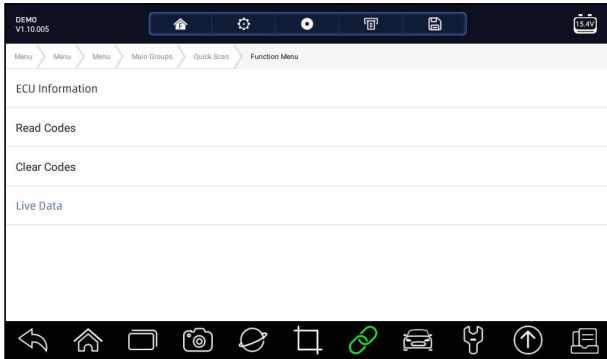 DEMO
V1.10.005
F
15.4V
Menu Menu Menu Main Groups Quick Scan Function Menu
ECU Information
Read Codes
Clear Codes
Live Data